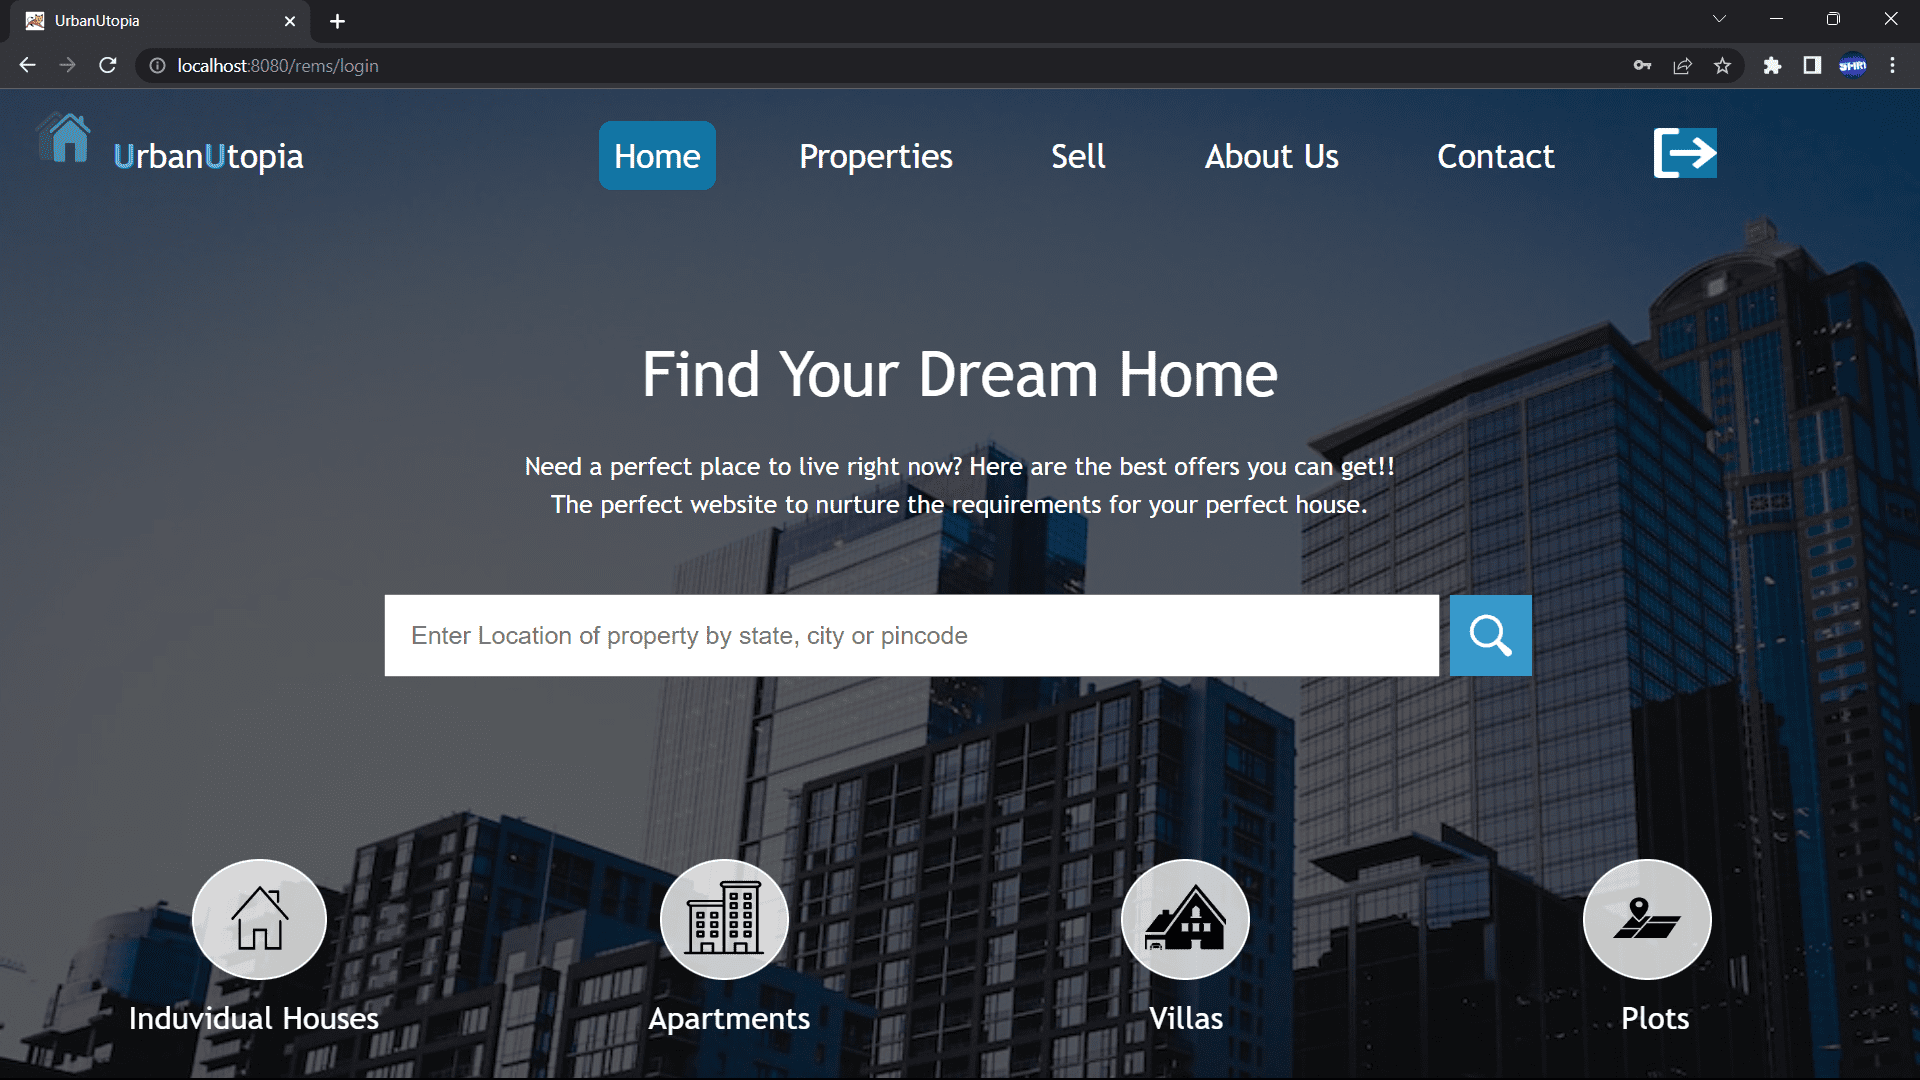 UrbanUtopia
localhost:8080/rems/login
UrbanUtopia
Home
Properties
Sell
About Us
Contact
Find Your Dream Home
Need a perfect place to live right now? Here are the best offers you can get!!
The perfect website to nurture the requirements for your perfect house.
Enter Location of property by state, city or pincode
Induvidual Houses
Apartments
Villas
Plots